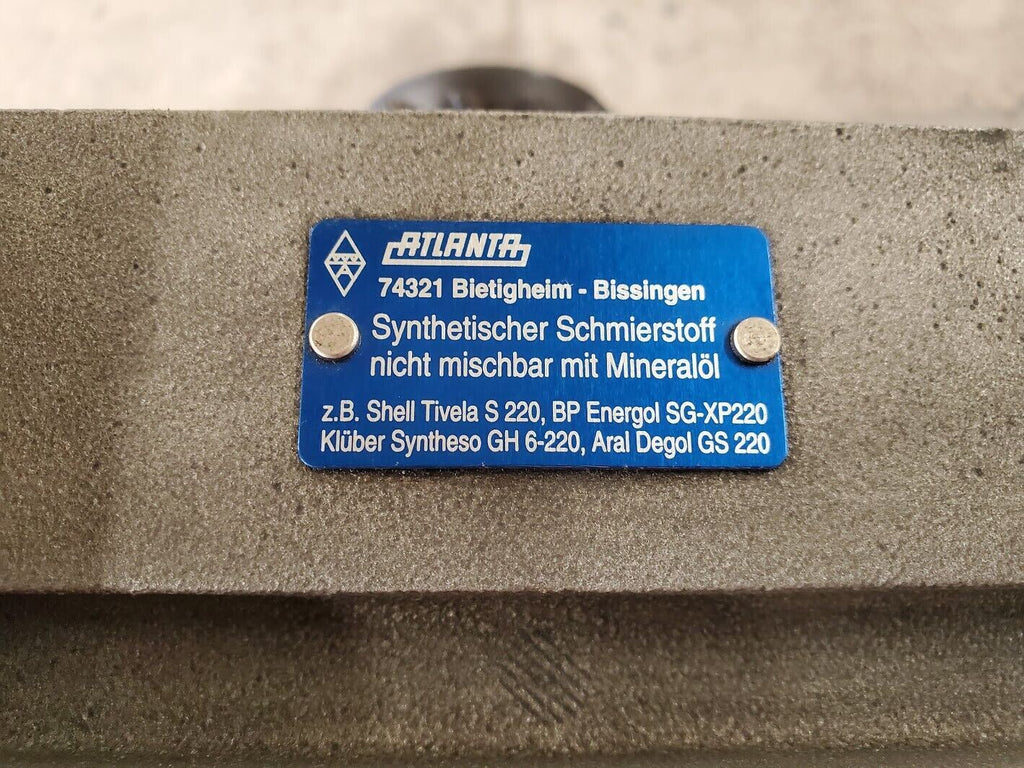 ATLANTA
74321 Bietigheim - Bissingen
Synthetischer Schmierstoff
nicht mischbar mit Mineralöl
z.B. Shell Tivela S 220, BP Energol SG-XP220
Klüber Syntheso GH 6-220, Aral Degol GS 220